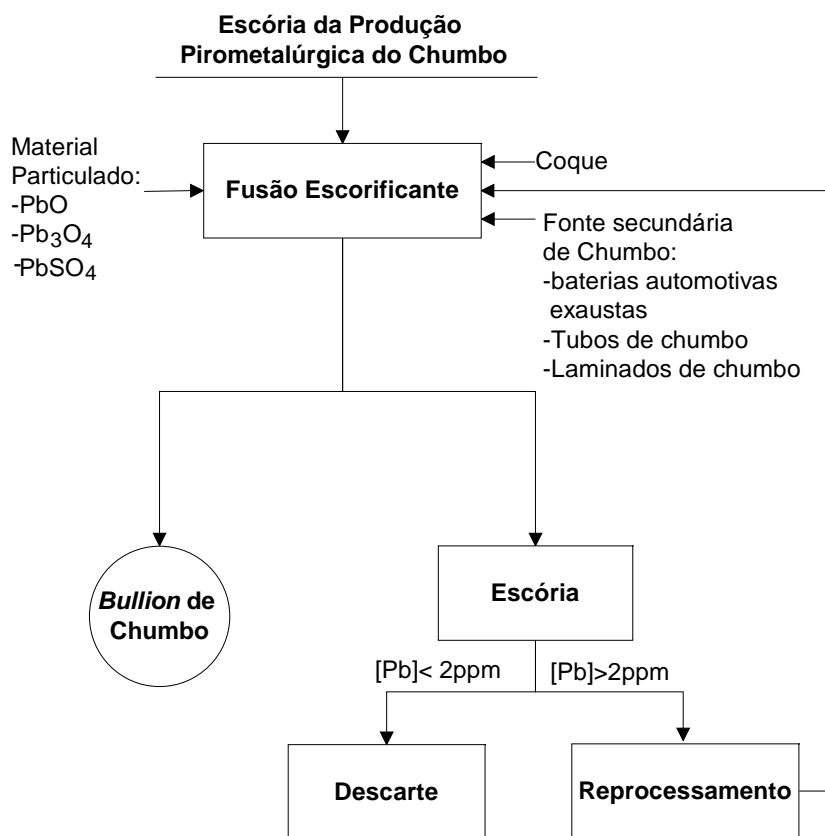 Escória da Produção
Pirometalúrgica do Chumbo
Material
Particulado:
-PbO
-Pb3O4
-PbSO4
Fusão Escorificante
Coque
Fonte secundária
de Chumbo:
-baterias automotivas
exaustas
-Tubos de chumbo
-Laminados de chumbo
Bullion de
Chumbo
Escória
[Pb]< 2ppm
[Pb]>2ppm
Descarte
Reprocessamento